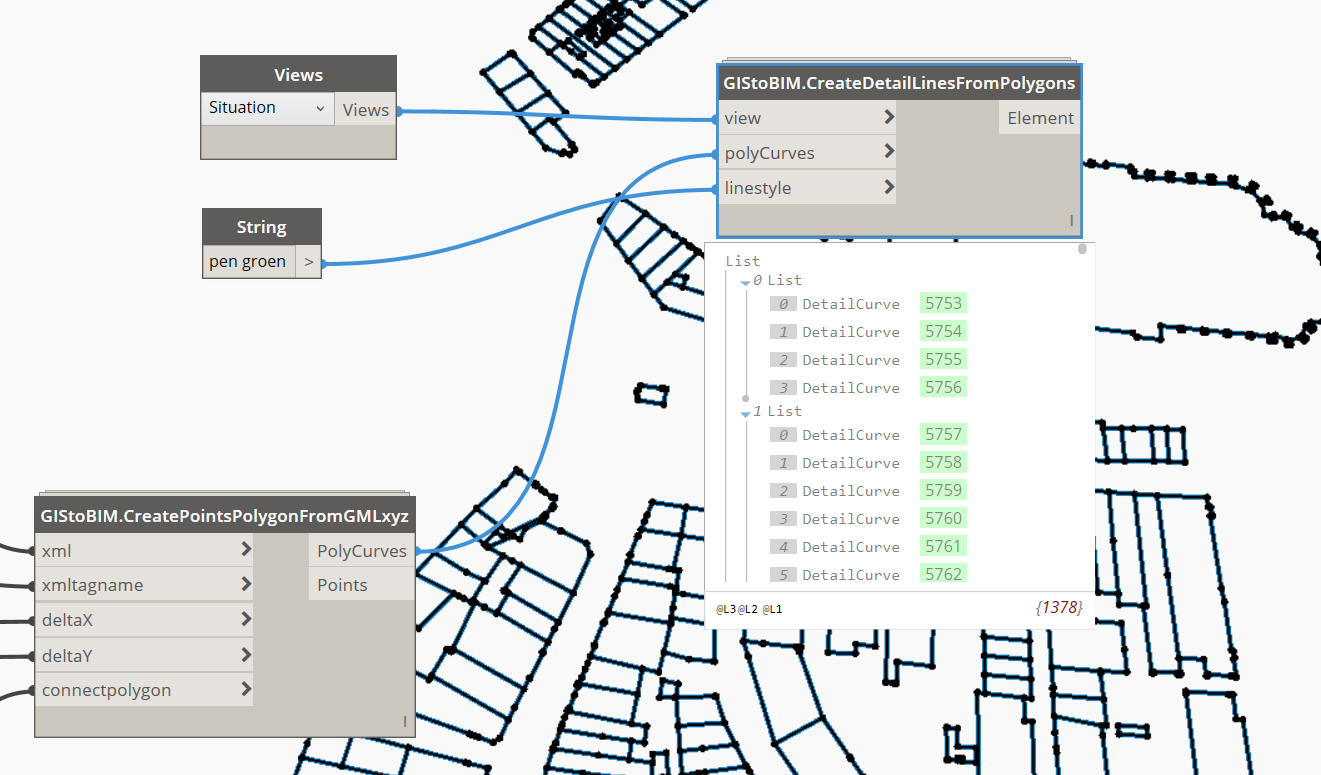 Views
Situation
Views
String
pen groen
>
GIStoBIM.CreateDetailLinesFromPolygons
view
Element
polyCurves
linestyle
List
0 List
0 DetailCurve 5753
1 DetailCurve 5754
2 DetailCurve 5755
3 DetailCurve 5756
1 List
0 DetailCurve 5757
1 DetailCurve 5758
2 DetailCurve 5759
3 DetailCurve 5760
4 DetailCurve 5761
5 DetailCurve 5762
@L3 @L2 @L1 {1378}
GIStoBIM.CreatePointsPolygonFromGMLxyz
xml
PolyCurves
xmltagname
Points
deltaX
deltaY
connectpolygon